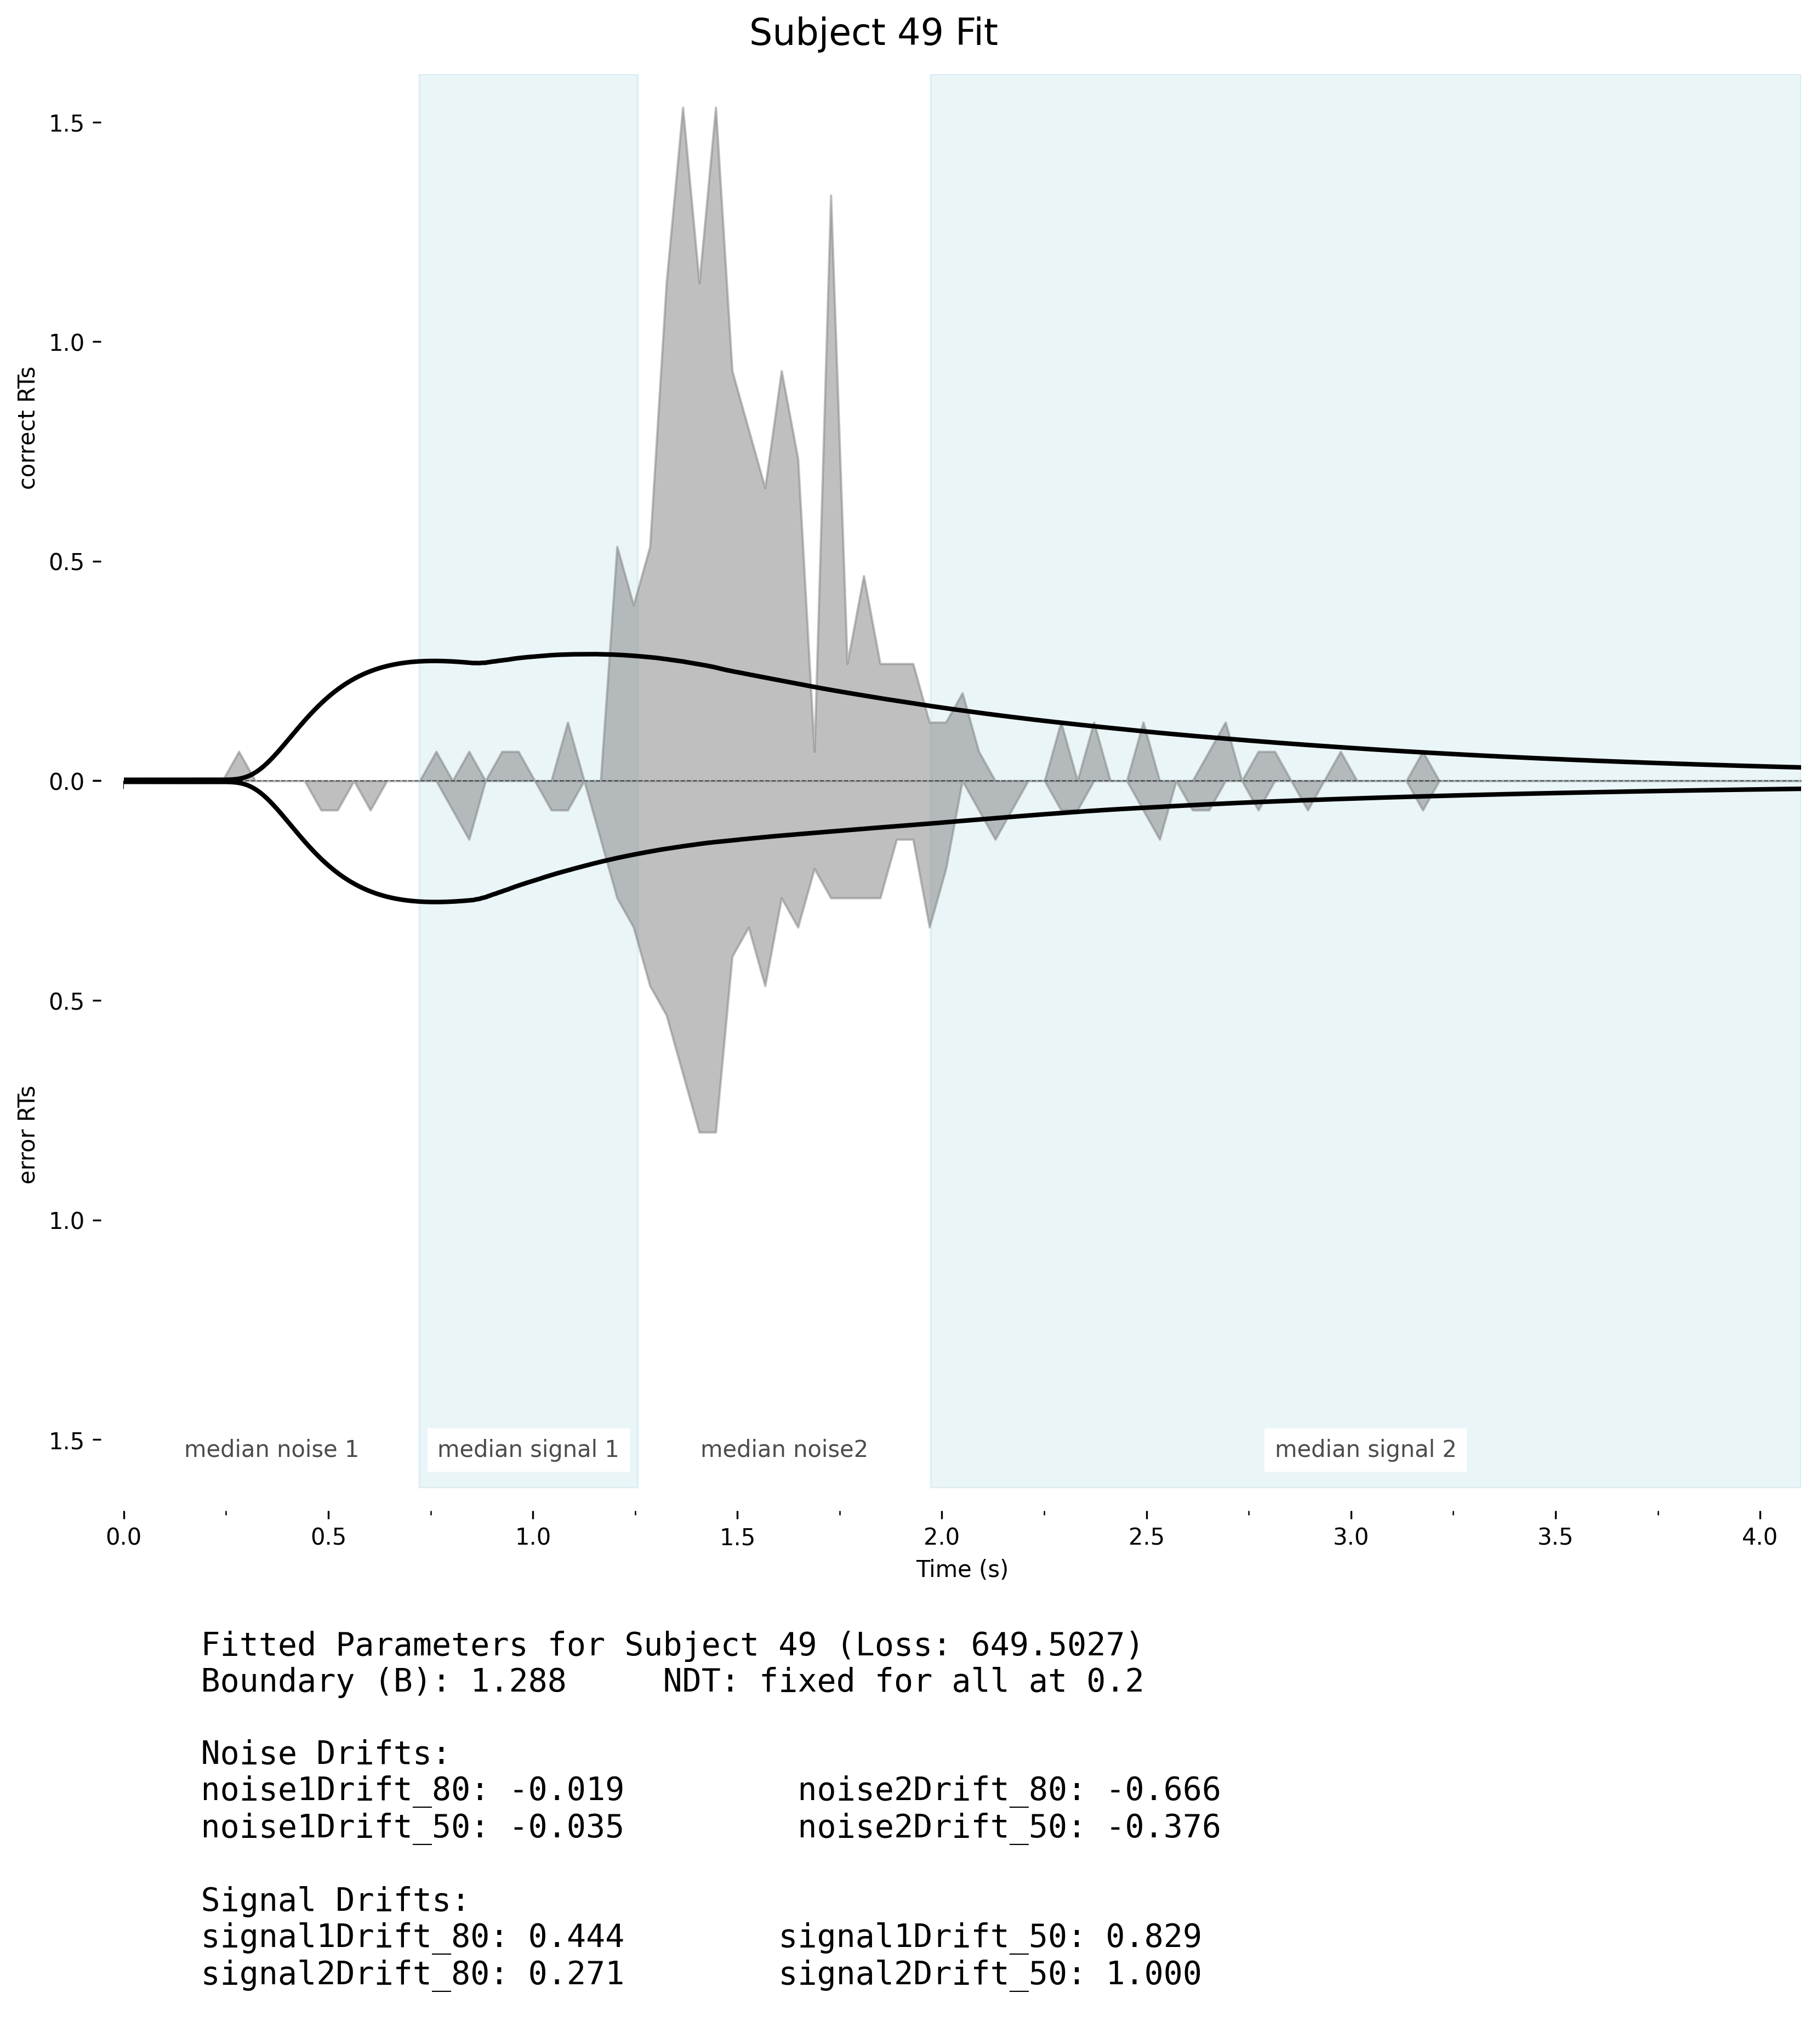 Subject 49 Fit
1.5
1.0
correct RTs
0.5
0.0
0.5
error RTs
1.0
1.5
median noise 1
median signal 1
median noise2
median signal 2
0.0 0.5 1.0 1.5 2.0 2.5 3.0 3.5 4.0
Time (s)
Fitted Parameters for Subject 49 (Loss: 649.5027)
Boundary (B): 1.288 NDT: fixed for all at 0.2
Noise Drifts:
noise1Drift_80: -0.019 noise2Drift_80: -0.666
noise1Drift_50: -0.035 noise2Drift_50: -0.376
Signal Drifts:
signal1Drift_80: 0.444 signal1Drift_50: 0.829
signal2Drift_80: 0.271 signal2Drift_50: 1.000